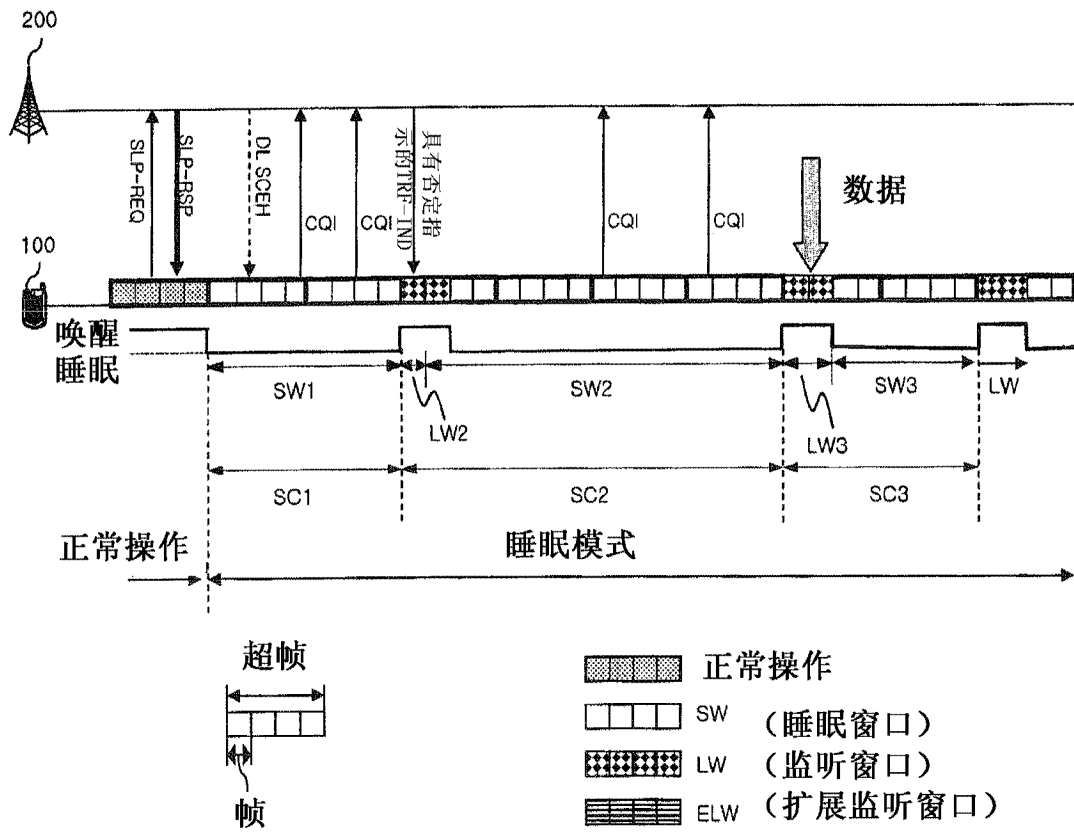 200
SLP-REQ
SLP-RSP
DL SCEH
CQI
CQI
具有否定指
示的TRF-IND
CQI
CQI
数据
100
唤醒
睡眠
SW1
SW2
SW3
LW
LW2
LW3
SC1
SC2
SC3
正常操作
睡眠模式
超帧
帧
正常操作
SW (睡眠窗口)
LW (监听窗口)
ELW (扩展监听窗口)